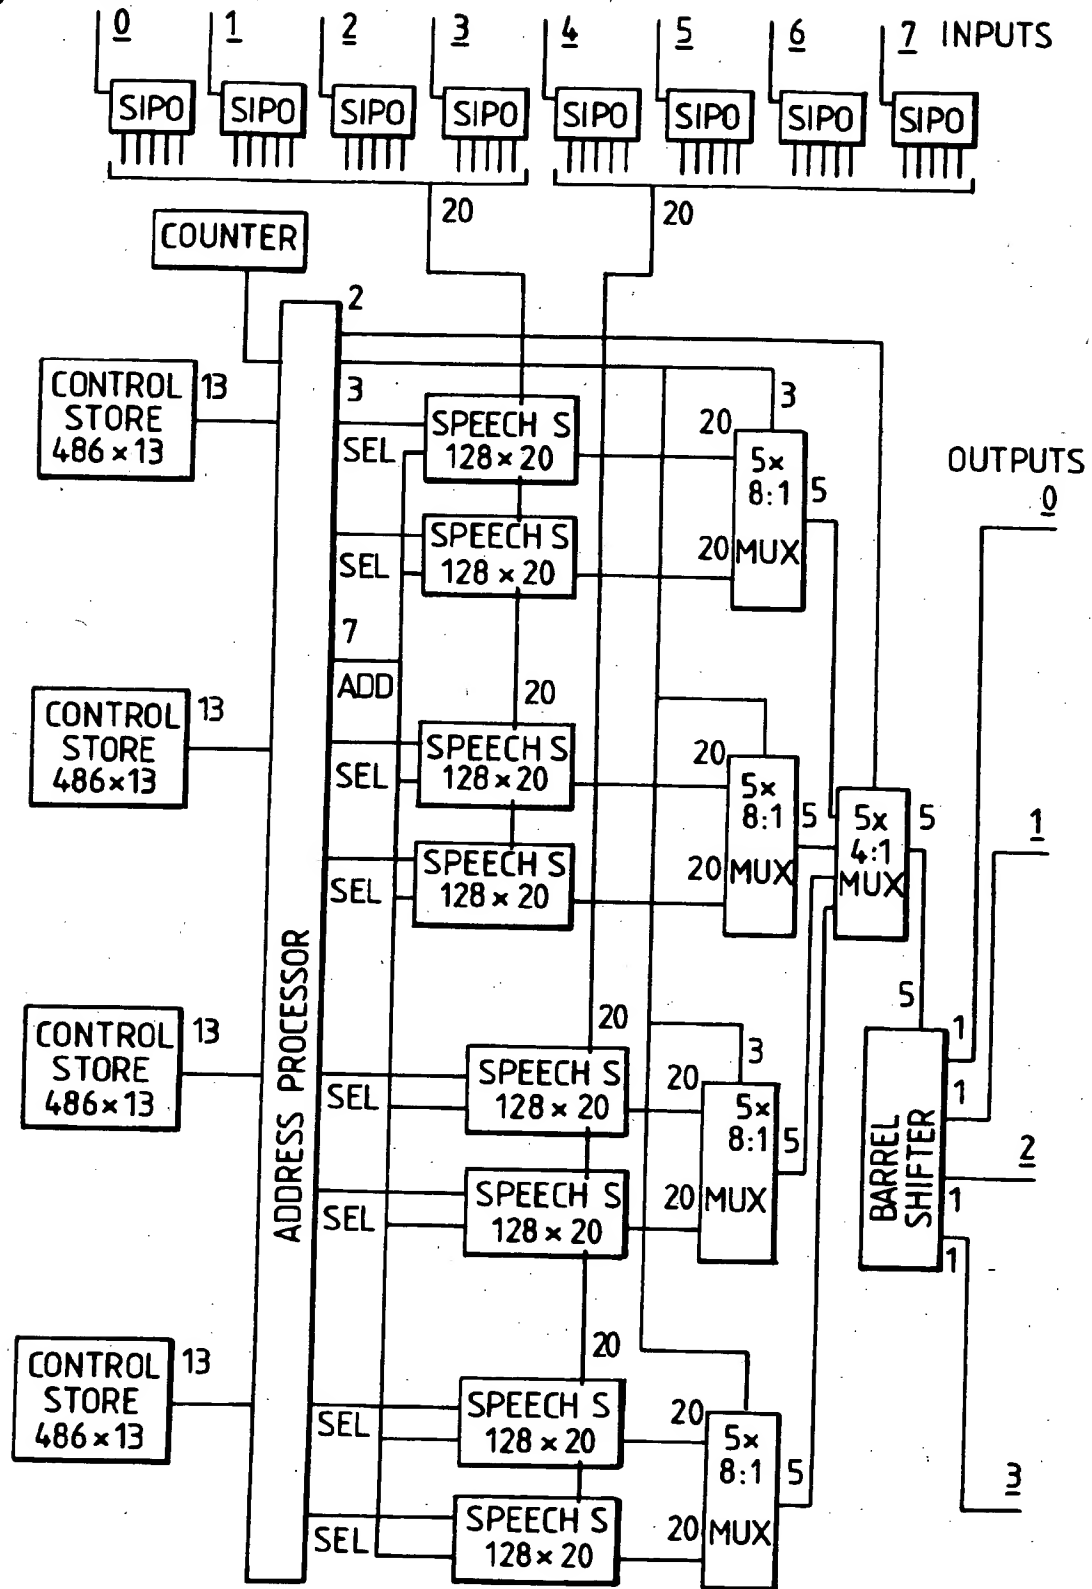 0 1 2 3 4 5 6 7 INPUTS
SIPO SIPO SIPO SIPO SIPO SIPO SIPO SIPO
20 20
COUNTER
2
CONTROL
STORE
486×13
13
3
SEL
SPEECH S
128×20
20
3
5×
8:1
MUX
5
20
SEL
SPEECH S
128×20
OUTPUTS
0
7
ADD
20
CONTROL
STORE
486×13
13
SEL
SPEECH S
128×20
20
5×
8:1
MUX
5
20
SEL
SPEECH S
128×20
5×
4:1
MUX
5
1
ADDRESS PROCESSOR
20
5
CONTROL
STORE
486×13
13
SEL
SPEECH S
128×20
20
3
5×
8:1
MUX
5
20
SEL
SPEECH S
128×20
BARREL
SHIFTER
1
1
1
1
2
20
CONTROL
STORE
486×13
13
SEL
SPEECH S
128×20
20
5×
8:1
MUX
5
20
SEL
SPEECH S
128×20
3